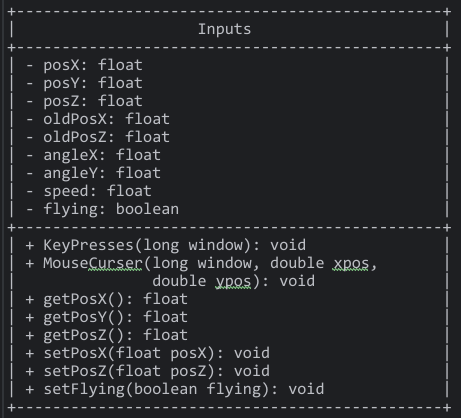 +-----------------------------------------------+
|                    Inputs                     |
+-----------------------------------------------+
| - posX: float                                 |
| - posY: float                                 |
| - posZ: float                                 |
| - oldPosX: float                              |
| - oldPosZ: float                              |
| - angleX: float                               |
| - angleY: float                               |
| - speed: float                                |
| - flying: boolean                             |
+-----------------------------------------------+
| + KeyPresses(long window): void               |
| + MouseCurser(long window, double xpos,       |
|               double ypos): void              |
| + getPosX(): float                            |
| + getPosY(): float                            |
| + getPosZ(): float                            |
| + setPosX(float posX): void                   |
| + setPosZ(float posZ): void                   |
| + setFlying(boolean flying): void             |
+-----------------------------------------------+